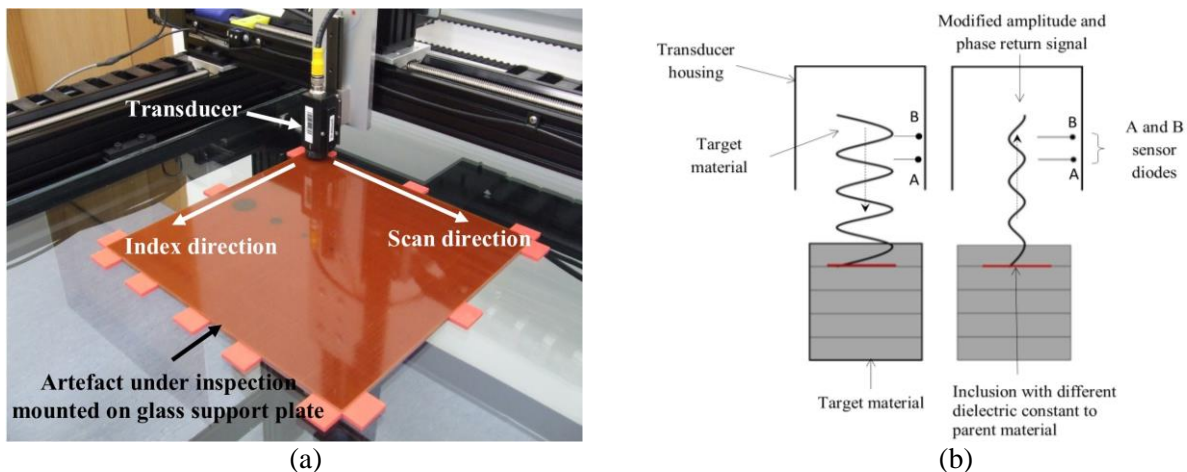 Transducer
Index direction
Scan direction
Artefact under inspection
mounted on glass support plate
(a)
Modified amplitude and
phase return signal
Transducer
housing
Target
material
B
A
B
A
A and B
sensor
diodes
Target material
Inclusion with different
dielectric constant to
parent material
(b)